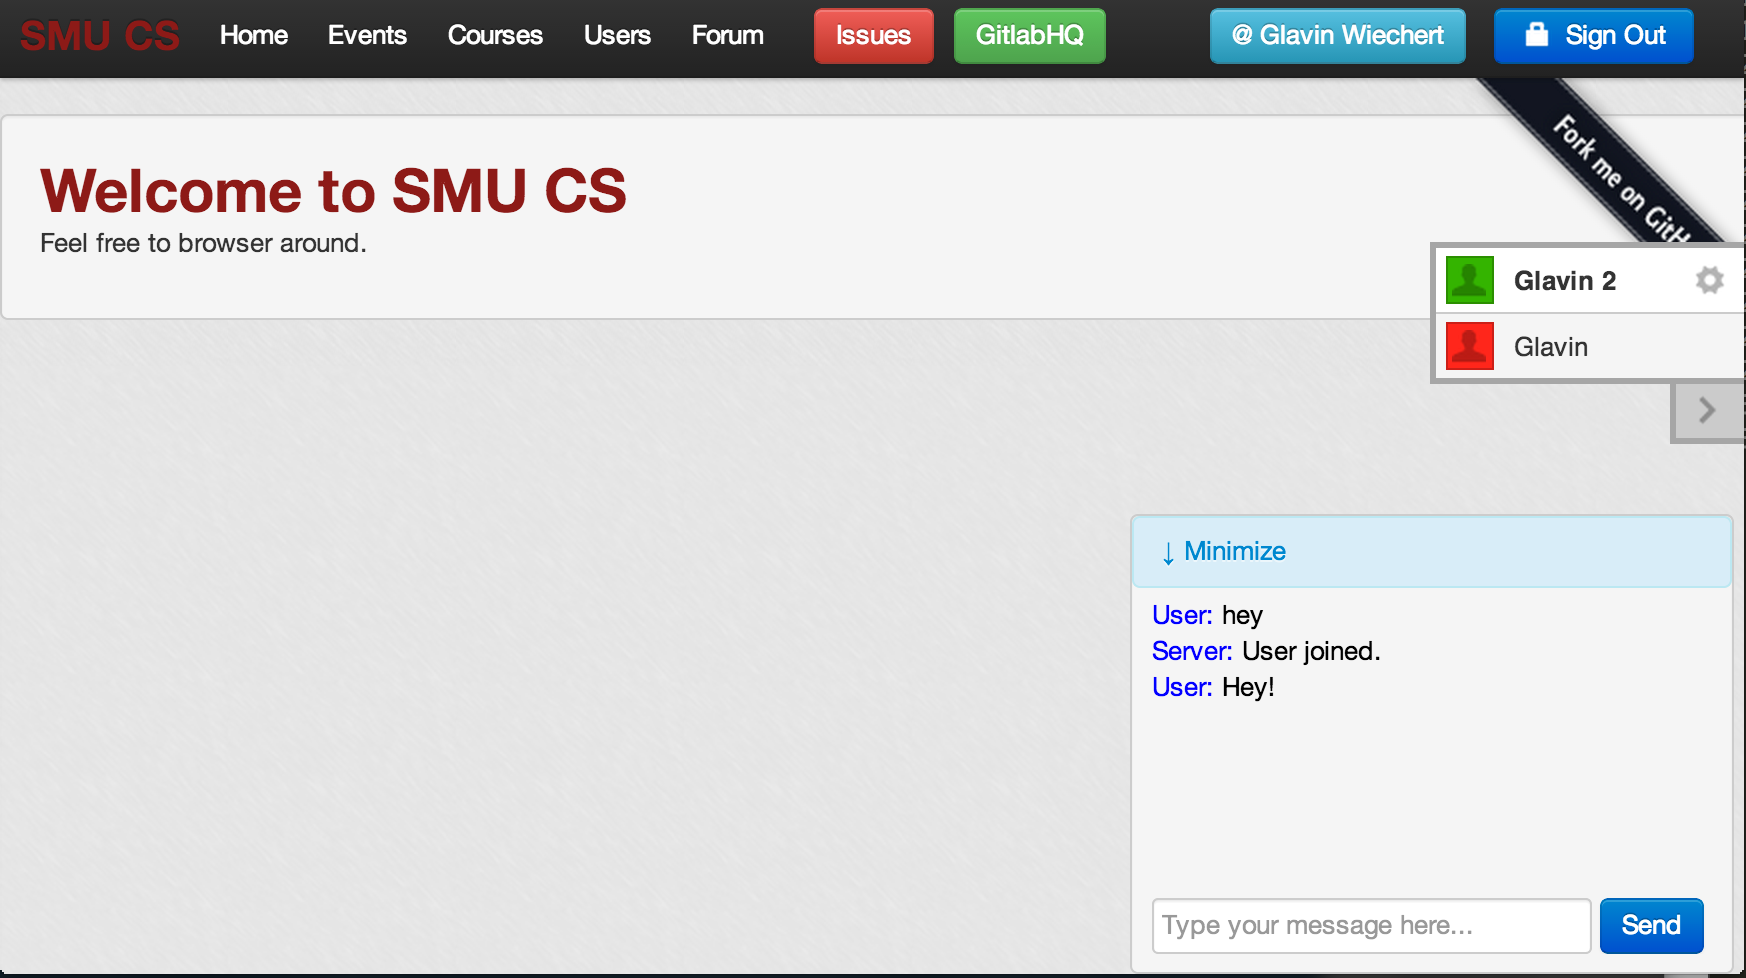 SMU CS Home Events Courses Users Forum Issues GitlabHQ @ Glavin Wiechert Sign Out
Fork me on GitH
Welcome to SMU CS
Feel free to browser around.
Glavin 2
Glavin
↓ Minimize
User: hey
Server: User joined.
User: Hey!
Type your message here... Send